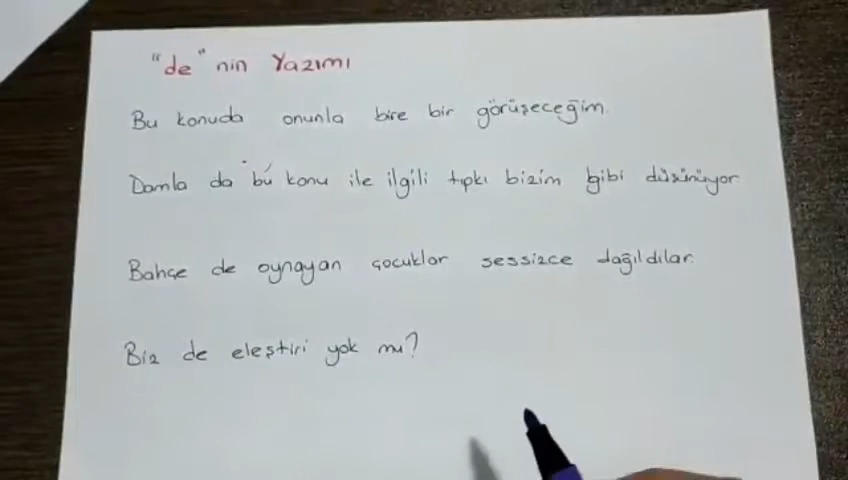 "de" nin Yazımı
Bu konuda onunla bire bir görüşeceğim.
Damla da bu konu ile ilgili tıpkı bizim gibi düşünüyor.
Bahçe de oynayan çocuklar sessizce dağıldılar.
Biz de eleştiri yok mu?